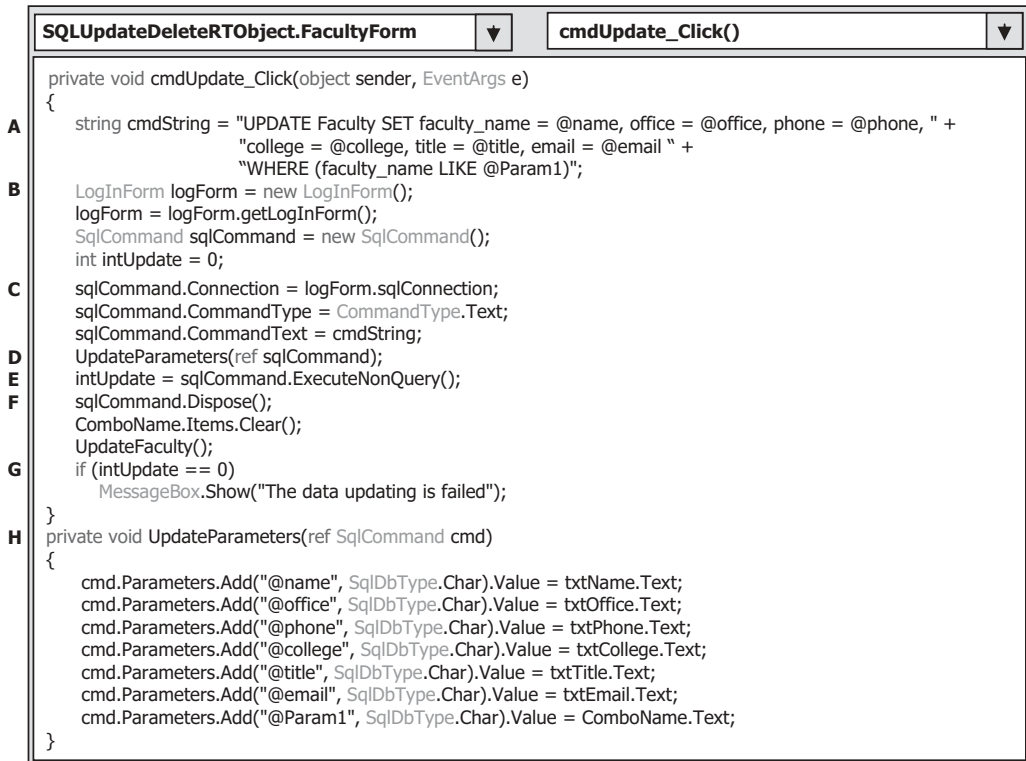 SQLUpdateDeleteRTObject.FacultyForm cmdUpdate_Click()
private void cmdUpdate_Click(object sender, EventArgs e)
{
A string cmdString = "UPDATE Faculty SET faculty_name = @name, office = @office, phone = @phone, " +
"college = @college, title = @title, email = @email “ +
“WHERE (faculty_name LIKE @Param1)";
B LogInForm logForm = new LogInForm();
logForm = logForm.getLogInForm();
SqlCommand sqlCommand = new SqlCommand();
int intUpdate = 0;
C sqlCommand.Connection = logForm.sqlConnection;
sqlCommand.CommandType = CommandType.Text;
sqlCommand.CommandText = cmdString;
D UpdateParameters(ref sqlCommand);
E intUpdate = sqlCommand.ExecuteNonQuery();
F sqlCommand.Dispose();
ComboName.Items.Clear();
UpdateFaculty();
G if (intUpdate == 0)
MessageBox.Show("The data updating is failed");
}
H private void UpdateParameters(ref SqlCommand cmd)
{
cmd.Parameters.Add("@name", SqlDbType.Char).Value = txtName.Text;
cmd.Parameters.Add("@office", SqlDbType.Char).Value = txtOffice.Text;
cmd.Parameters.Add("@phone", SqlDbType.Char).Value = txtPhone.Text;
cmd.Parameters.Add("@college", SqlDbType.Char).Value = txtCollege.Text;
cmd.Parameters.Add("@title", SqlDbType.Char).Value = txtTitle.Text;
cmd.Parameters.Add("@email", SqlDbType.Char).Value = txtEmail.Text;
cmd.Parameters.Add("@Param1", SqlDbType.Char).Value = ComboName.Text;
}